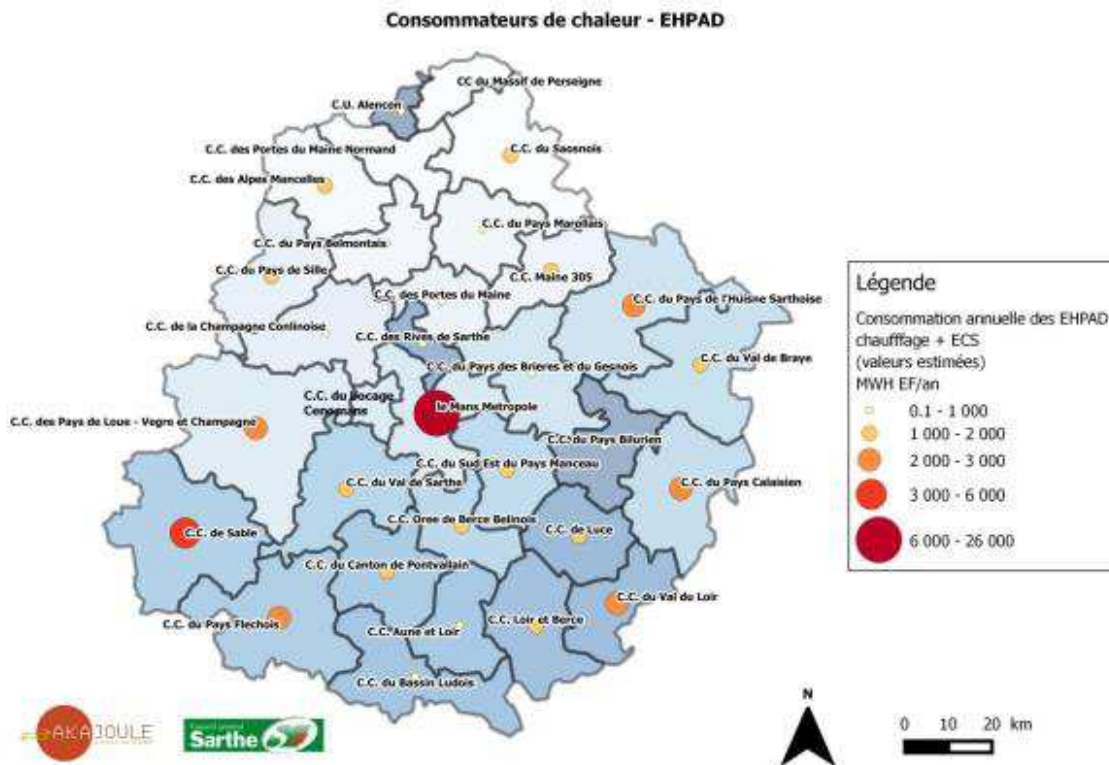 Consommateurs de chaleur - EHPAD
CC du Massif de Perseigne
C.U. Alencon
C.C. des Portes du Maine Normand
C.C. du Saosnois
C.C. des Alpes Mancelles
C.C. du Pays Marollais
C.C. du Pays Belmontais
C.C. du Pays de Sille
C.C. Maine 305
C.C. des Portes du Maine
C.C. du Pays de l'Huisne Sarthoise
C.C. de la Champagne Conlinoise
C.C. des Rives de Sarthe
C.C. du Val de Braye
C.C. du Pays des Brieres et du Gesnois
C.C. du Bocage
Cenomans
le Mans Metropole
C.C. des Pays de Loue - Vegre et Champagne
C.C. du Pays Bilurien
C.C. du Sud Est du Pays Manceau
C.C. du Val de Sarthe
C.C. du Pays Calaisien
C.C. Oree de Berce Belinois
C.C. de Luce
C.C. de Sable
C.C. du Canton de Pontvallain
C.C. du Val du Loir
C.C. du Pays Flechois
C.C. Aune et Loir
C.C. Loir et Berce
C.C. du Bassin Ludois
Légende
Consommation annuelle des EHPAD
chaufffage + ECS
(valeurs estimées)
MWH EF/an
0.1 - 1 000
1 000 - 2 000
2 000 - 3 000
3 000 - 6 000
6 000 - 26 000
AKAJOULE
Sarthe
N
0 10 20 km